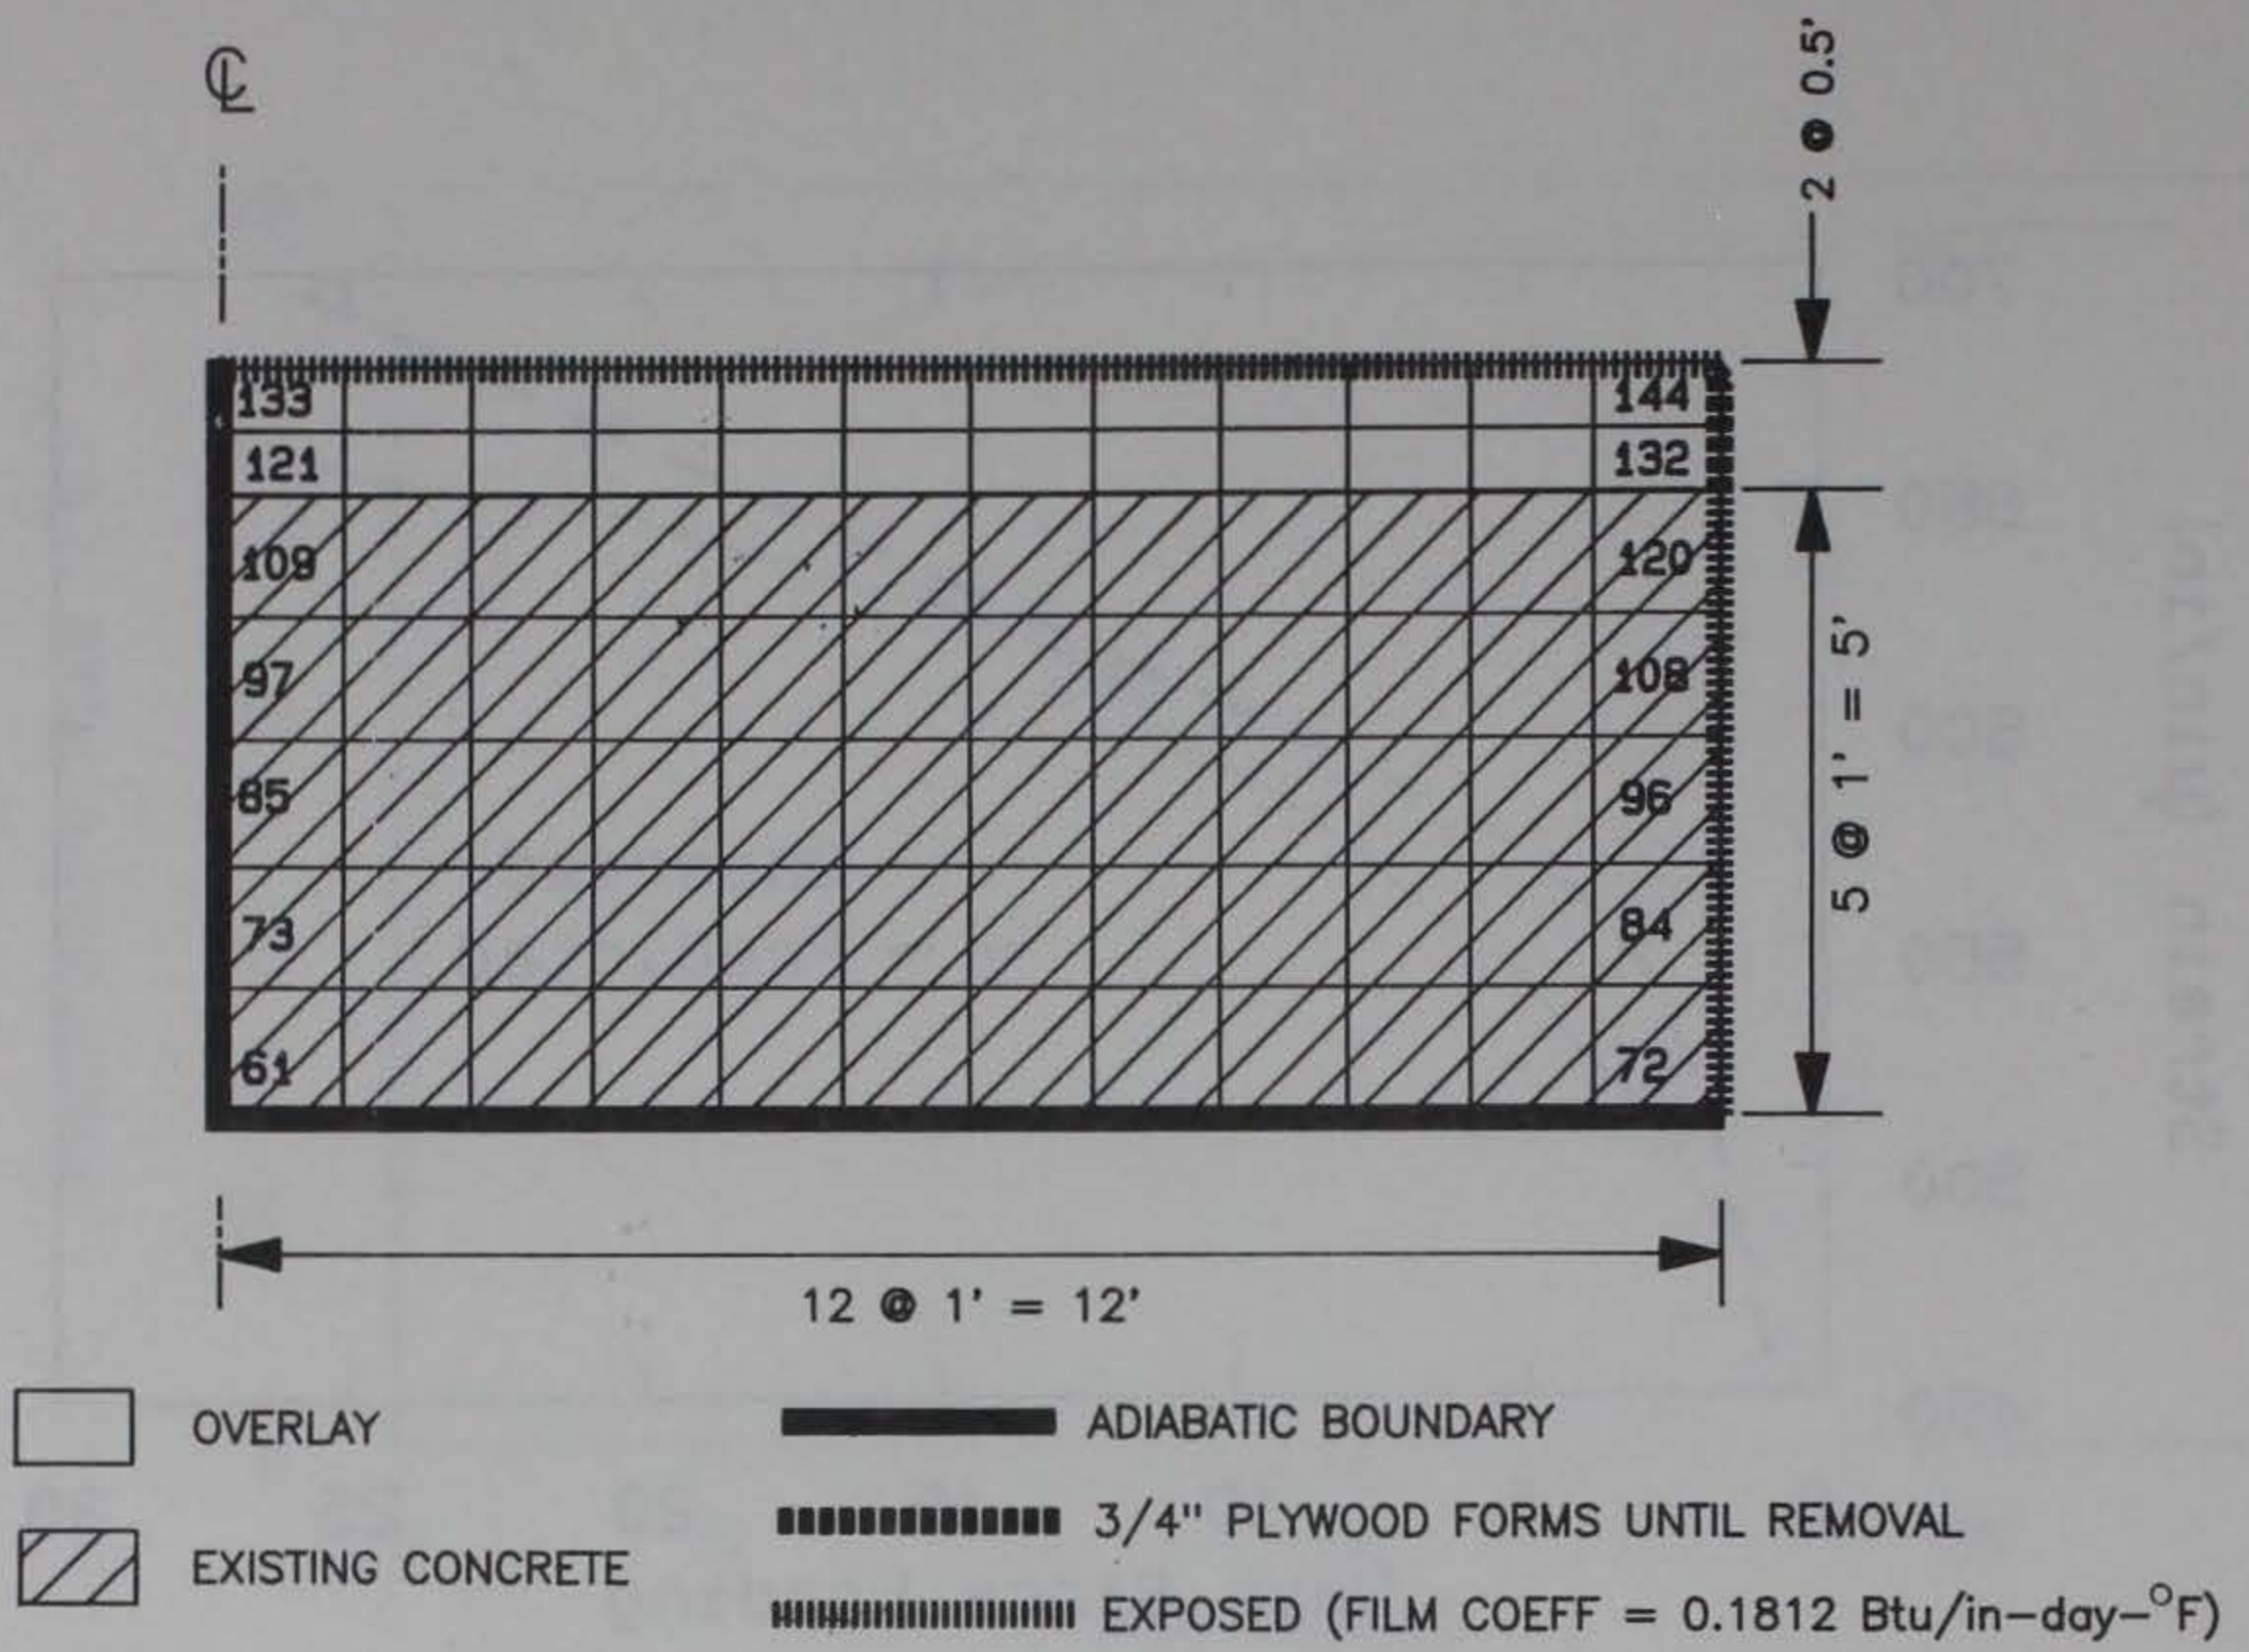 ℄
2 @ 0.5'
133 144
121 132
109 120
97 108
85 96
73 84
61 72
5 @ 1' = 5'
12 @ 1' = 12'
OVERLAY
EXISTING CONCRETE
ADIABATIC BOUNDARY
3/4" PLYWOOD FORMS UNTIL REMOVAL
EXPOSED (FILM COEFF = 0.1812 Btu/in-day-°F)